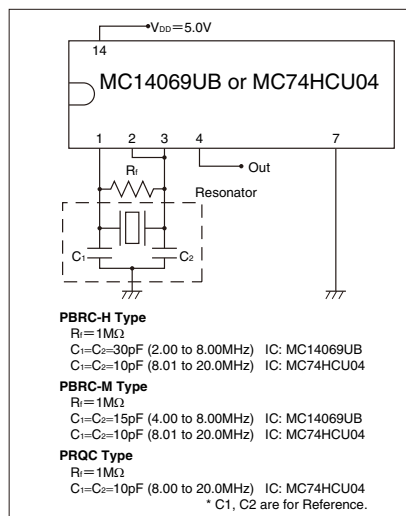 VDD=5.0V
14
MC14069UB or MC74HCU04
1 2 3 4 7
Rf
Out
Resonator
C1 C2
PBRC-H Type
Rf=1MΩ
C1=C2=30pF (2.00 to 8.00MHz) IC: MC14069UB
C1=C2=10pF (8.01 to 20.0MHz) IC: MC74HCU04
PBRC-M Type
Rf=1MΩ
C1=C2=15pF (4.00 to 8.00MHz) IC: MC14069UB
C1=C2=10pF (8.01 to 20.0MHz) IC: MC74HCU04
PRQC Type
Rf=1MΩ
C1=C2=10pF (8.00 to 20.0MHz) IC: MC74HCU04
* C1, C2 are for Reference.